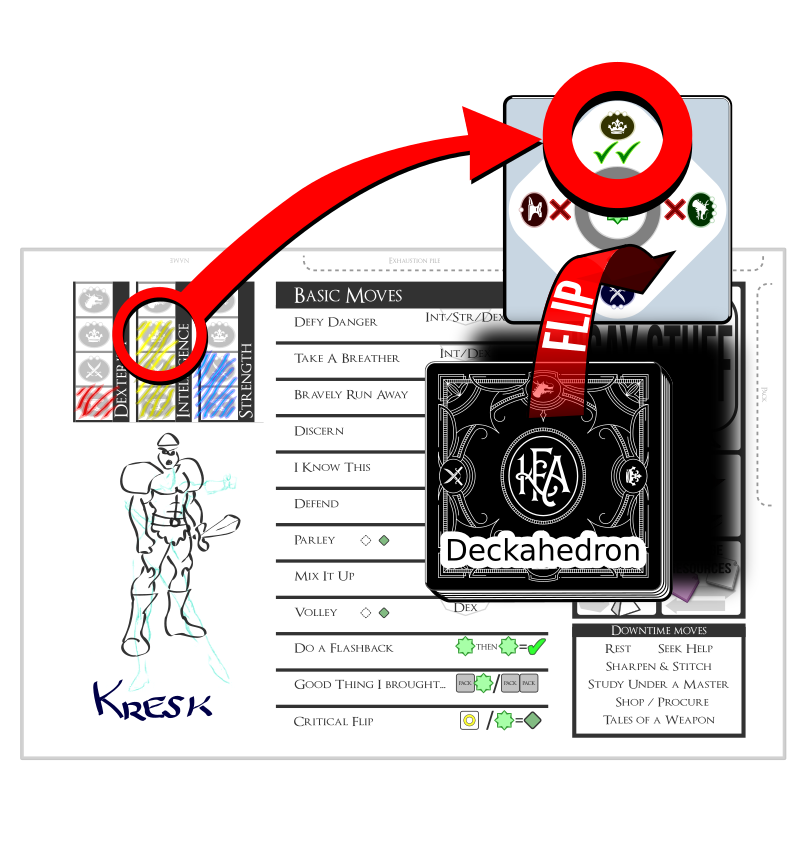 Exhaustion pile
Pack
Dexter
Intelligence
Strength
Basic Moves
Defy Danger Int/Str/Dex
Take A Breather Int/De
Bravely Run Away
Discern
I Know This
Defend
Parley
Mix It Up
Volley Dex
Do a Flashback THEN =
Good Thing I brought... PACK / PACK PACK
Critical Flip / =
FLIP
Deckahedron
Downtime moves
Rest Seek Help
Sharpen & Stitch
Study Under a Master
Shop / Procure
Tales of a Weapon
Kresk